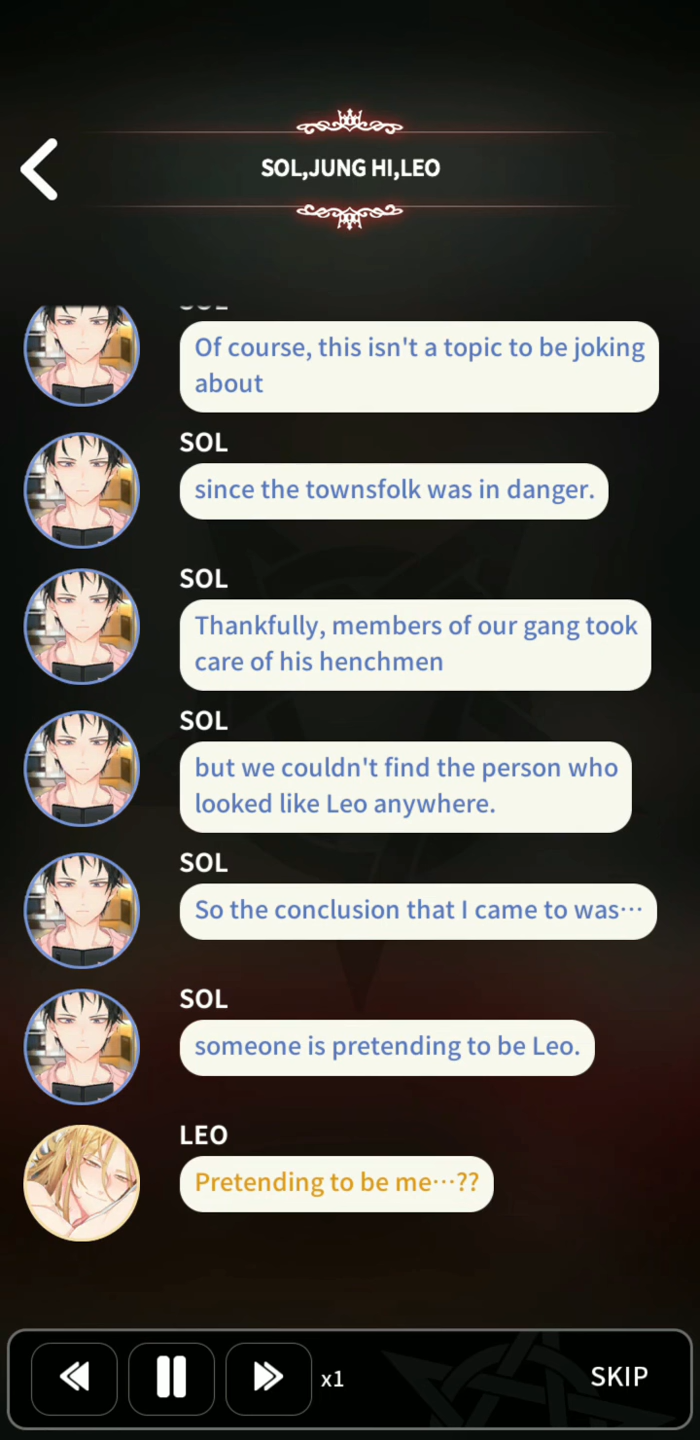 SOL,JUNG HI,LEO
SOL
Of course, this isn't a topic to be joking
about
SOL
since the townsfolk was in danger.
SOL
Thankfully, members of our gang took
care of his henchmen
SOL
but we couldn't find the person who
looked like Leo anywhere.
SOL
So the conclusion that I came to was···
SOL
someone is pretending to be Leo.
LEO
Pretending to be me···??
x1
SKIP